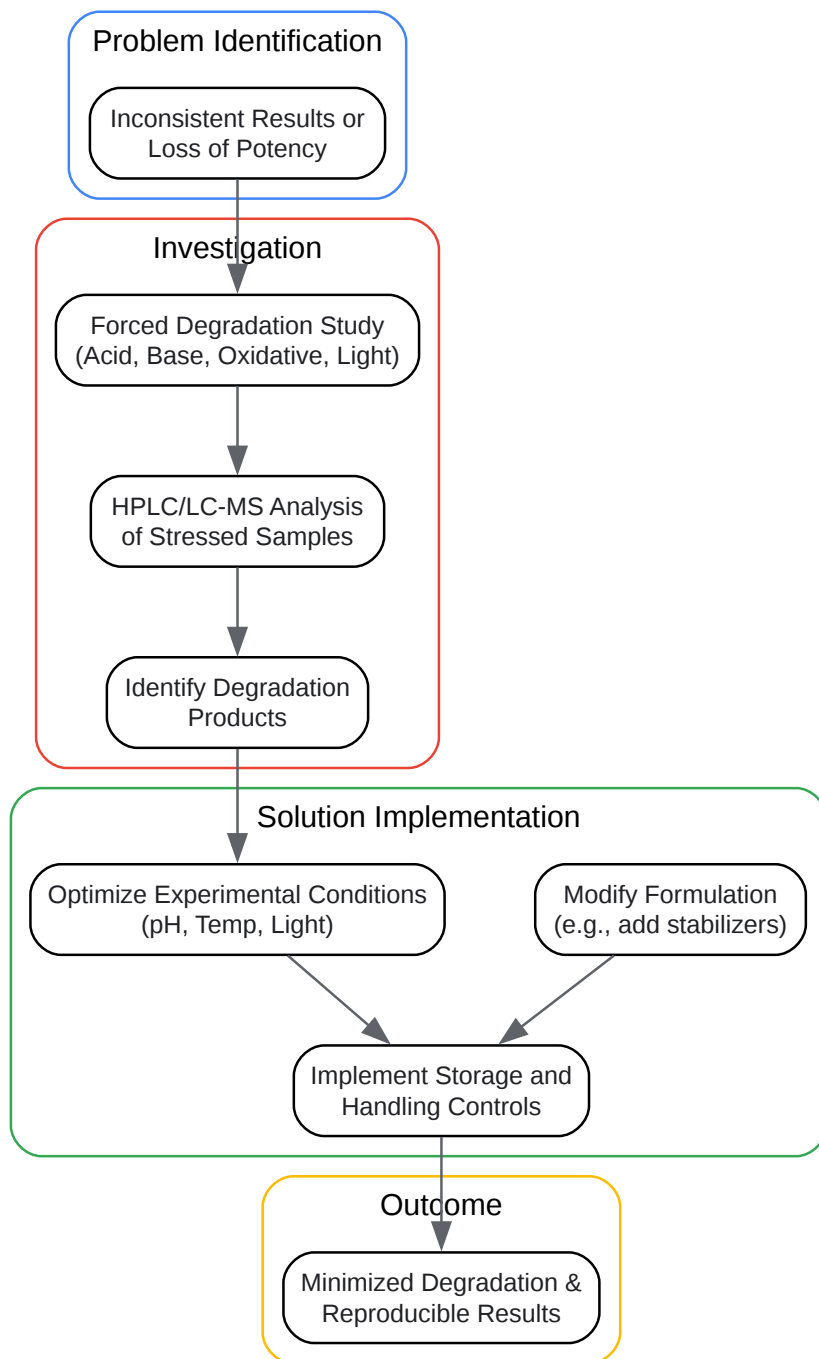 Problem Identification
Inconsistent Results or
Loss of Potency
Investigation
Forced Degradation Study
(Acid, Base, Oxidative, Light)
HPLC/LC-MS Analysis
of Stressed Samples
Identify Degradation
Products
Solution Implementation
Optimize Experimental Conditions
(pH, Temp, Light)
Modify Formulation
(e.g., add stabilizers)
Implement Storage and
Handling Controls
Outcome
Minimized Degradation &
Reproducible Results